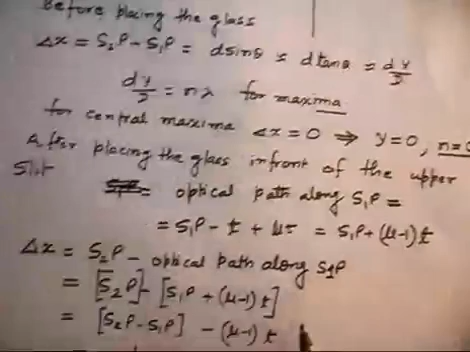 Before placing the glass
Δx = S₂P - S₁P = d sinθ ≈ d tanθ = dy/D
dy/D = nλ for maxima
for central maxima Δx = 0 ⇒ y=0, n=0
After placing the glass infront of the upper
Slit
optical path along S₁P =
= S₁P - t + μt = S₁P + (μ-1) t
Δx = S₂P - optical path along S₁P
= [S₂P] - [S₁P + (μ-1) t]
= [S₂P - S₁P] - (μ-1) t